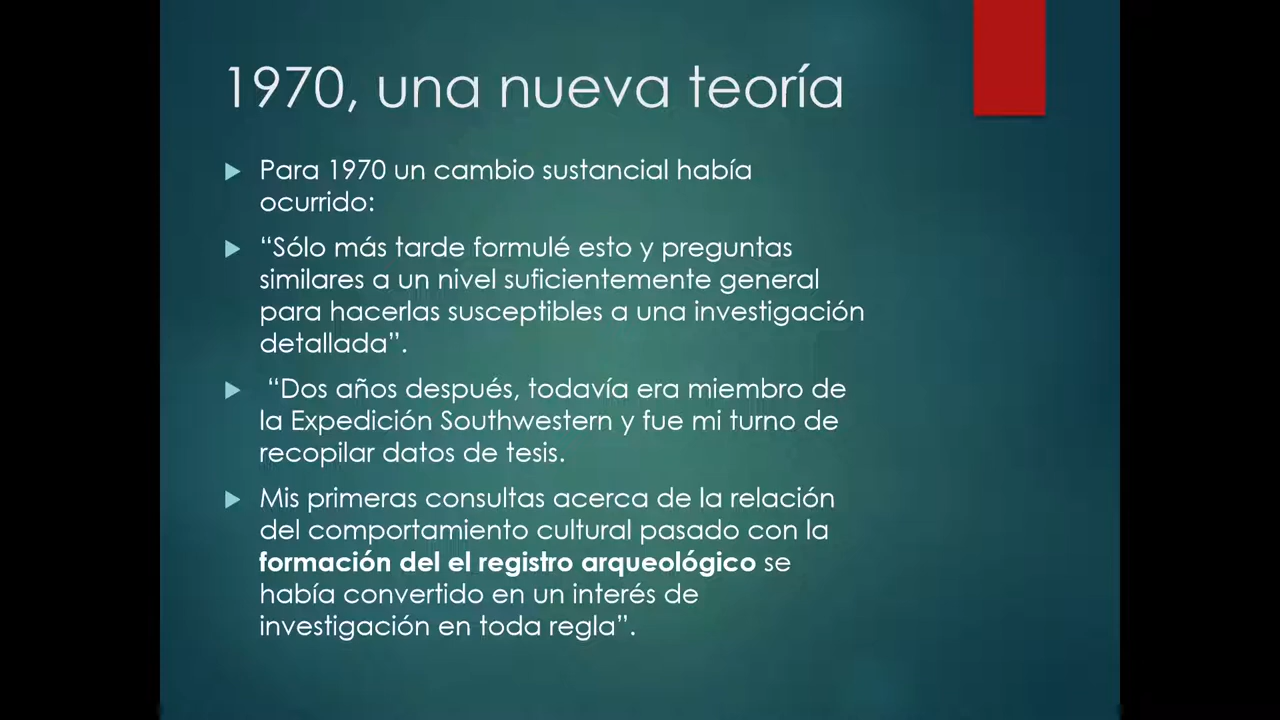 1970, una nueva teoría
Para 1970 un cambio sustancial había
ocurrido:
“Sólo más tarde formulé esto y preguntas
similares a un nivel suficientemente general
para hacerlas susceptibles a una investigación
detallada”.
“Dos años después, todavía era miembro de
la Expedición Southwestern y fue mi turno de
recopilar datos de tesis.
Mis primeras consultas acerca de la relación
del comportamiento cultural pasado con la
formación del el registro arqueológico se
había convertido en un interés de
investigación en toda regla”.